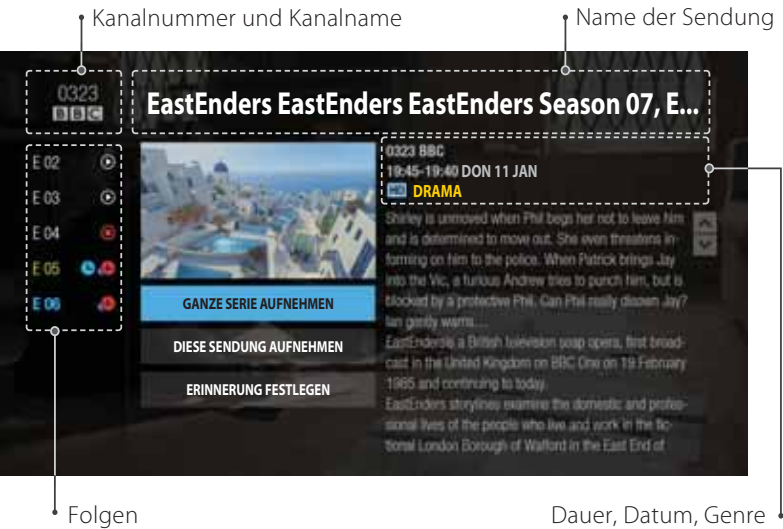 Kanalnummer und Kanalname
Name der Sendung
0323
BBC
EastEnders EastEnders EastEnders Season 07, E...
E 02
E 03
E 04
E 05
E 06
0323 BBC
19:45-19:40 DON 11 JAN
HD DRAMA
GANZE SERIE AUFNEHMEN
DIESE SENDUNG AUFNEHMEN
ERINNERUNG FESTLEGEN
Shirley is unmoved when Phil begs her not to leave him
and is determined to move out. She even threatens in-
forming on him to the police. When Patrick brings Jay
into the Vic, a furious Andrew tries to punch him, but is
blocked by a protective Phil. Can Phil really disown Jay?
Ian gently warns....
EastEndersis a British television soap opera, first broad-
cast in the United Kingdom on BBC One on 19 February
1985 and continuing to today.
EastEnders storylines examine the domestic and profes-
sional lives of the people who live and work in the fic-
tional London Borough of Walford in the East End of
Folgen
Dauer, Datum, Genre